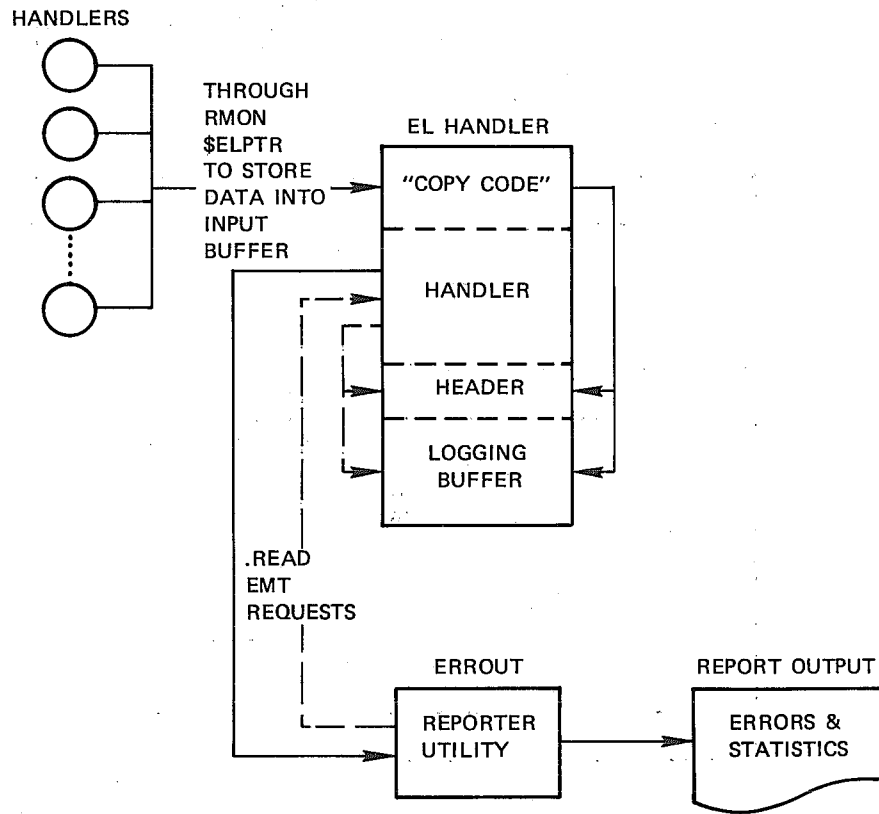 HANDLERS
THROUGH
RMON
$ELPTR
TO STORE
DATA INTO
INPUT
BUFFER
EL HANDLER
"COPY CODE"
HANDLER
HEADER
LOGGING
BUFFER
.READ
EMT
REQUESTS
ERROUT
REPORTER
UTILITY
REPORT OUTPUT
ERRORS &
STATISTICS